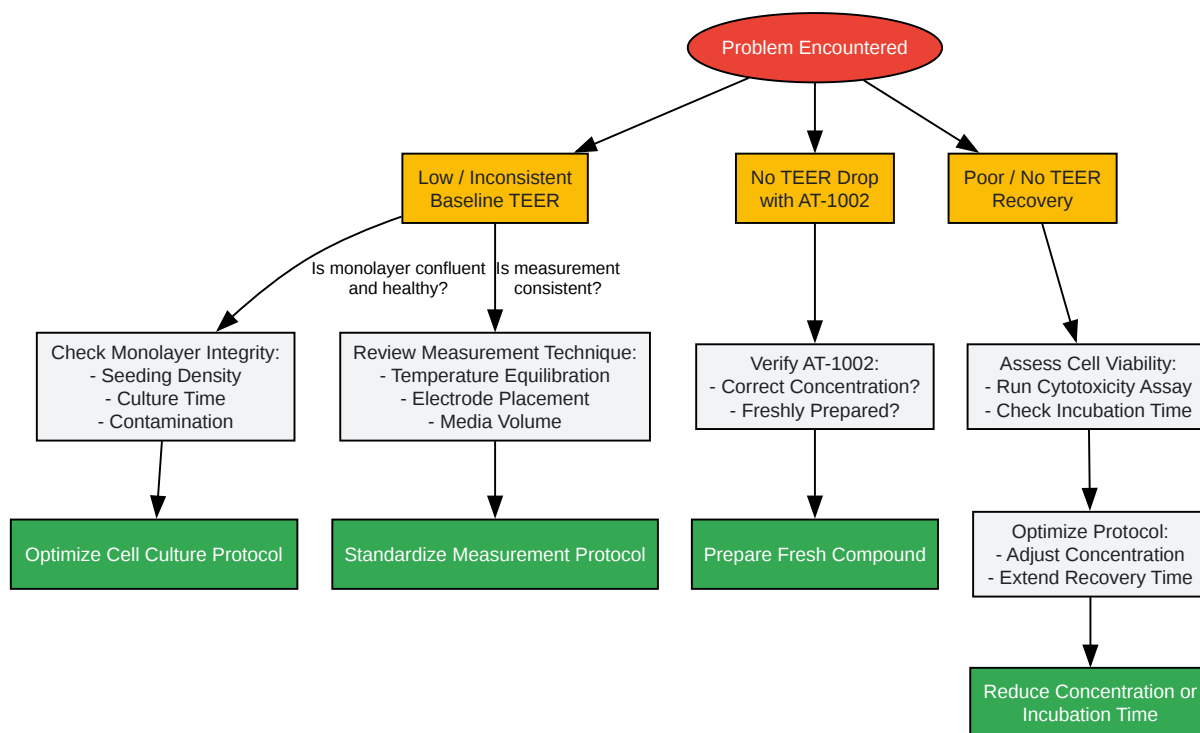 Problem Encountered
Low / Inconsistent
Baseline TEER
No TEER Drop
with AT-1002
Poor / No TEER
Recovery
Is monolayer confluent
and healthy?
Is measurement
consistent?
Check Monolayer Integrity:
- Seeding Density
- Culture Time
- Contamination
Review Measurement Technique:
- Temperature Equilibration
- Electrode Placement
- Media Volume
Verify AT-1002:
- Correct Concentration?
- Freshly Prepared?
Assess Cell Viability:
- Run Cytotoxicity Assay
- Check Incubation Time
Optimize Cell Culture Protocol
Standardize Measurement Protocol
Prepare Fresh Compound
Optimize Protocol:
- Adjust Concentration
- Extend Recovery Time
Reduce Concentration or
Incubation Time